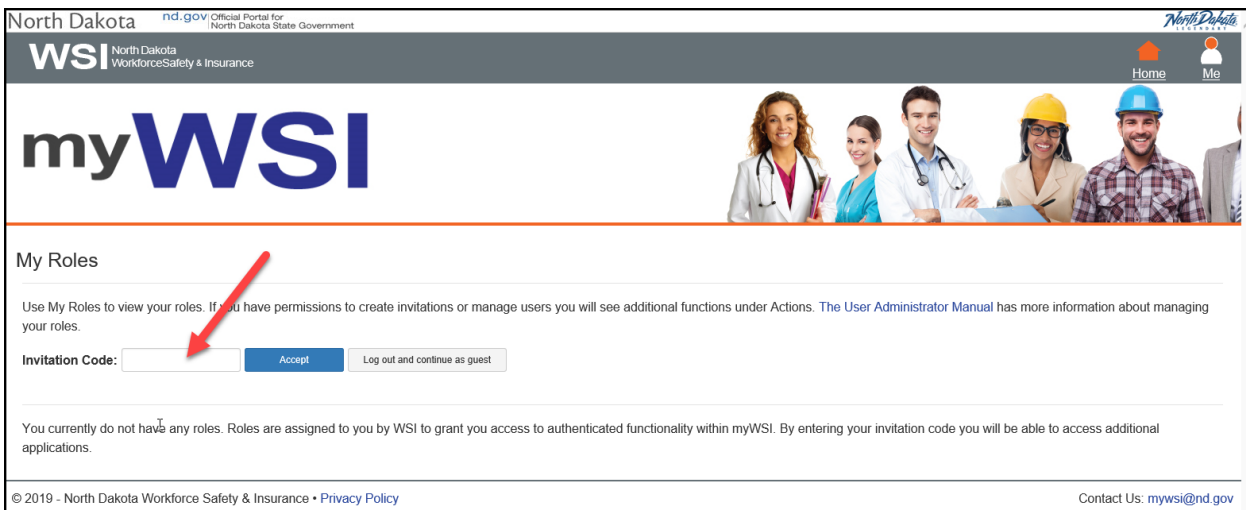 North Dakota nd.gov Official Portal for
North Dakota State Government
North Dakota
LEGENDARY
WSI North Dakota
WorkforceSafety & Insurance
Home Me
myWSI
My Roles
Use My Roles to view your roles. If you have permissions to create invitations or manage users you will see additional functions under Actions. The User Administrator Manual has more information about managing
your roles.
Invitation Code: Accept Log out and continue as guest
You currently do not have any roles. Roles are assigned to you by WSI to grant you access to authenticated functionality within myWSI. By entering your invitation code you will be able to access additional
applications.
© 2019 - North Dakota Workforce Safety & Insurance • Privacy Policy Contact Us: mywsi@nd.gov